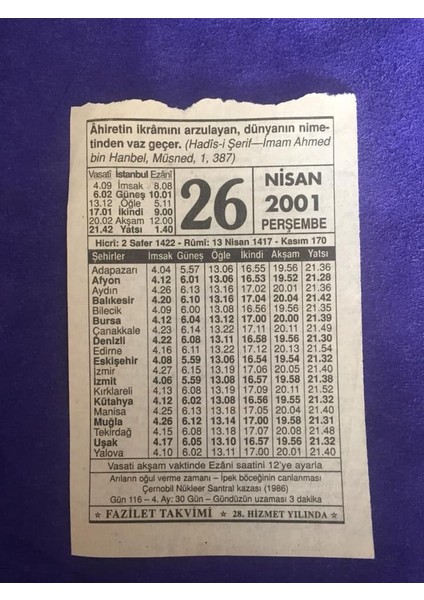 Âhiretin ikrâmını arzulayan, dünyanın nime-
tinden vaz geçer. (Hadîs-i Şerif—İmam Ahmed
bin Hanbel, Müsned, 1, 387)
Vasatî İstanbul Ezânî
4.09 İmsak 8.08
6.02 Güneş 10.01
13.12 Öğle 5.11
17.01 İkindi 9.00
20.02 Akşam 12.00
21.42 Yatsı 1.40
26
NİSAN
2001
PERŞEMBE
Hicrî: 2 Safer 1422 - Rûmî: 13 Nisan 1417 - Kasım 170
Şehirler İmsak Güneş Öğle İkindi Akşam Yatsı
Adapazarı 4.04 5.57 13.06 16.55 19.56 21.36
Afyon 4.12 6.01 13.06 16.53 19.52 21.28
Aydın 4.26 6.13 13.16 17.02 20.01 21.36
Balıkesir 4.20 6.10 13.16 17.04 20.04 21.42
Bilecik 4.09 6.00 13.08 16.56 19.56 21.35
Bursa 4.12 6.04 13.12 17.00 20.00 21.39
Çanakkale 4.23 6.14 13.22 17.11 20.11 21.49
Denizli 4.22 6.08 13.11 16.58 19.56 21.30
Edirne 4.16 6.11 13.22 17.12 20.13 21.54
Eskişehir 4.08 5.59 13.06 16.54 19.54 21.32
İzmir 4.27 6.15 13.19 17.06 20.05 21.40
İzmit 4.06 5.59 13.08 16.57 19.58 21.38
Kırklareli 4.13 6.08 13.19 17.09 20.11 21.52
Kütahya 4.12 6.02 13.08 16.56 19.55 21.32
Manisa 4.25 6.13 13.18 17.05 20.04 21.40
Muğla 4.26 6.12 13.14 17.00 19.58 21.31
Tekirdağ 4.15 6.08 13.18 17.07 20.08 21.48
Uşak 4.17 6.05 13.10 16.57 19.56 21.32
Yalova 4.10 6.02 13.11 17.00 20.01 21.40
Vasati akşam vaktinde Ezâni saatini 12'ye ayarla
Arıların oğul verme zamanı – İpek böceğinin canlanması
Çernobil Nükleer Santral kazası (1986)
Gün 116 – 4. Ay: 30 Gün – Gündüzün uzaması 3 dakika
☆ FAZİLET TAKVİMİ ☆ 28. HİZMET YILINDA ☆